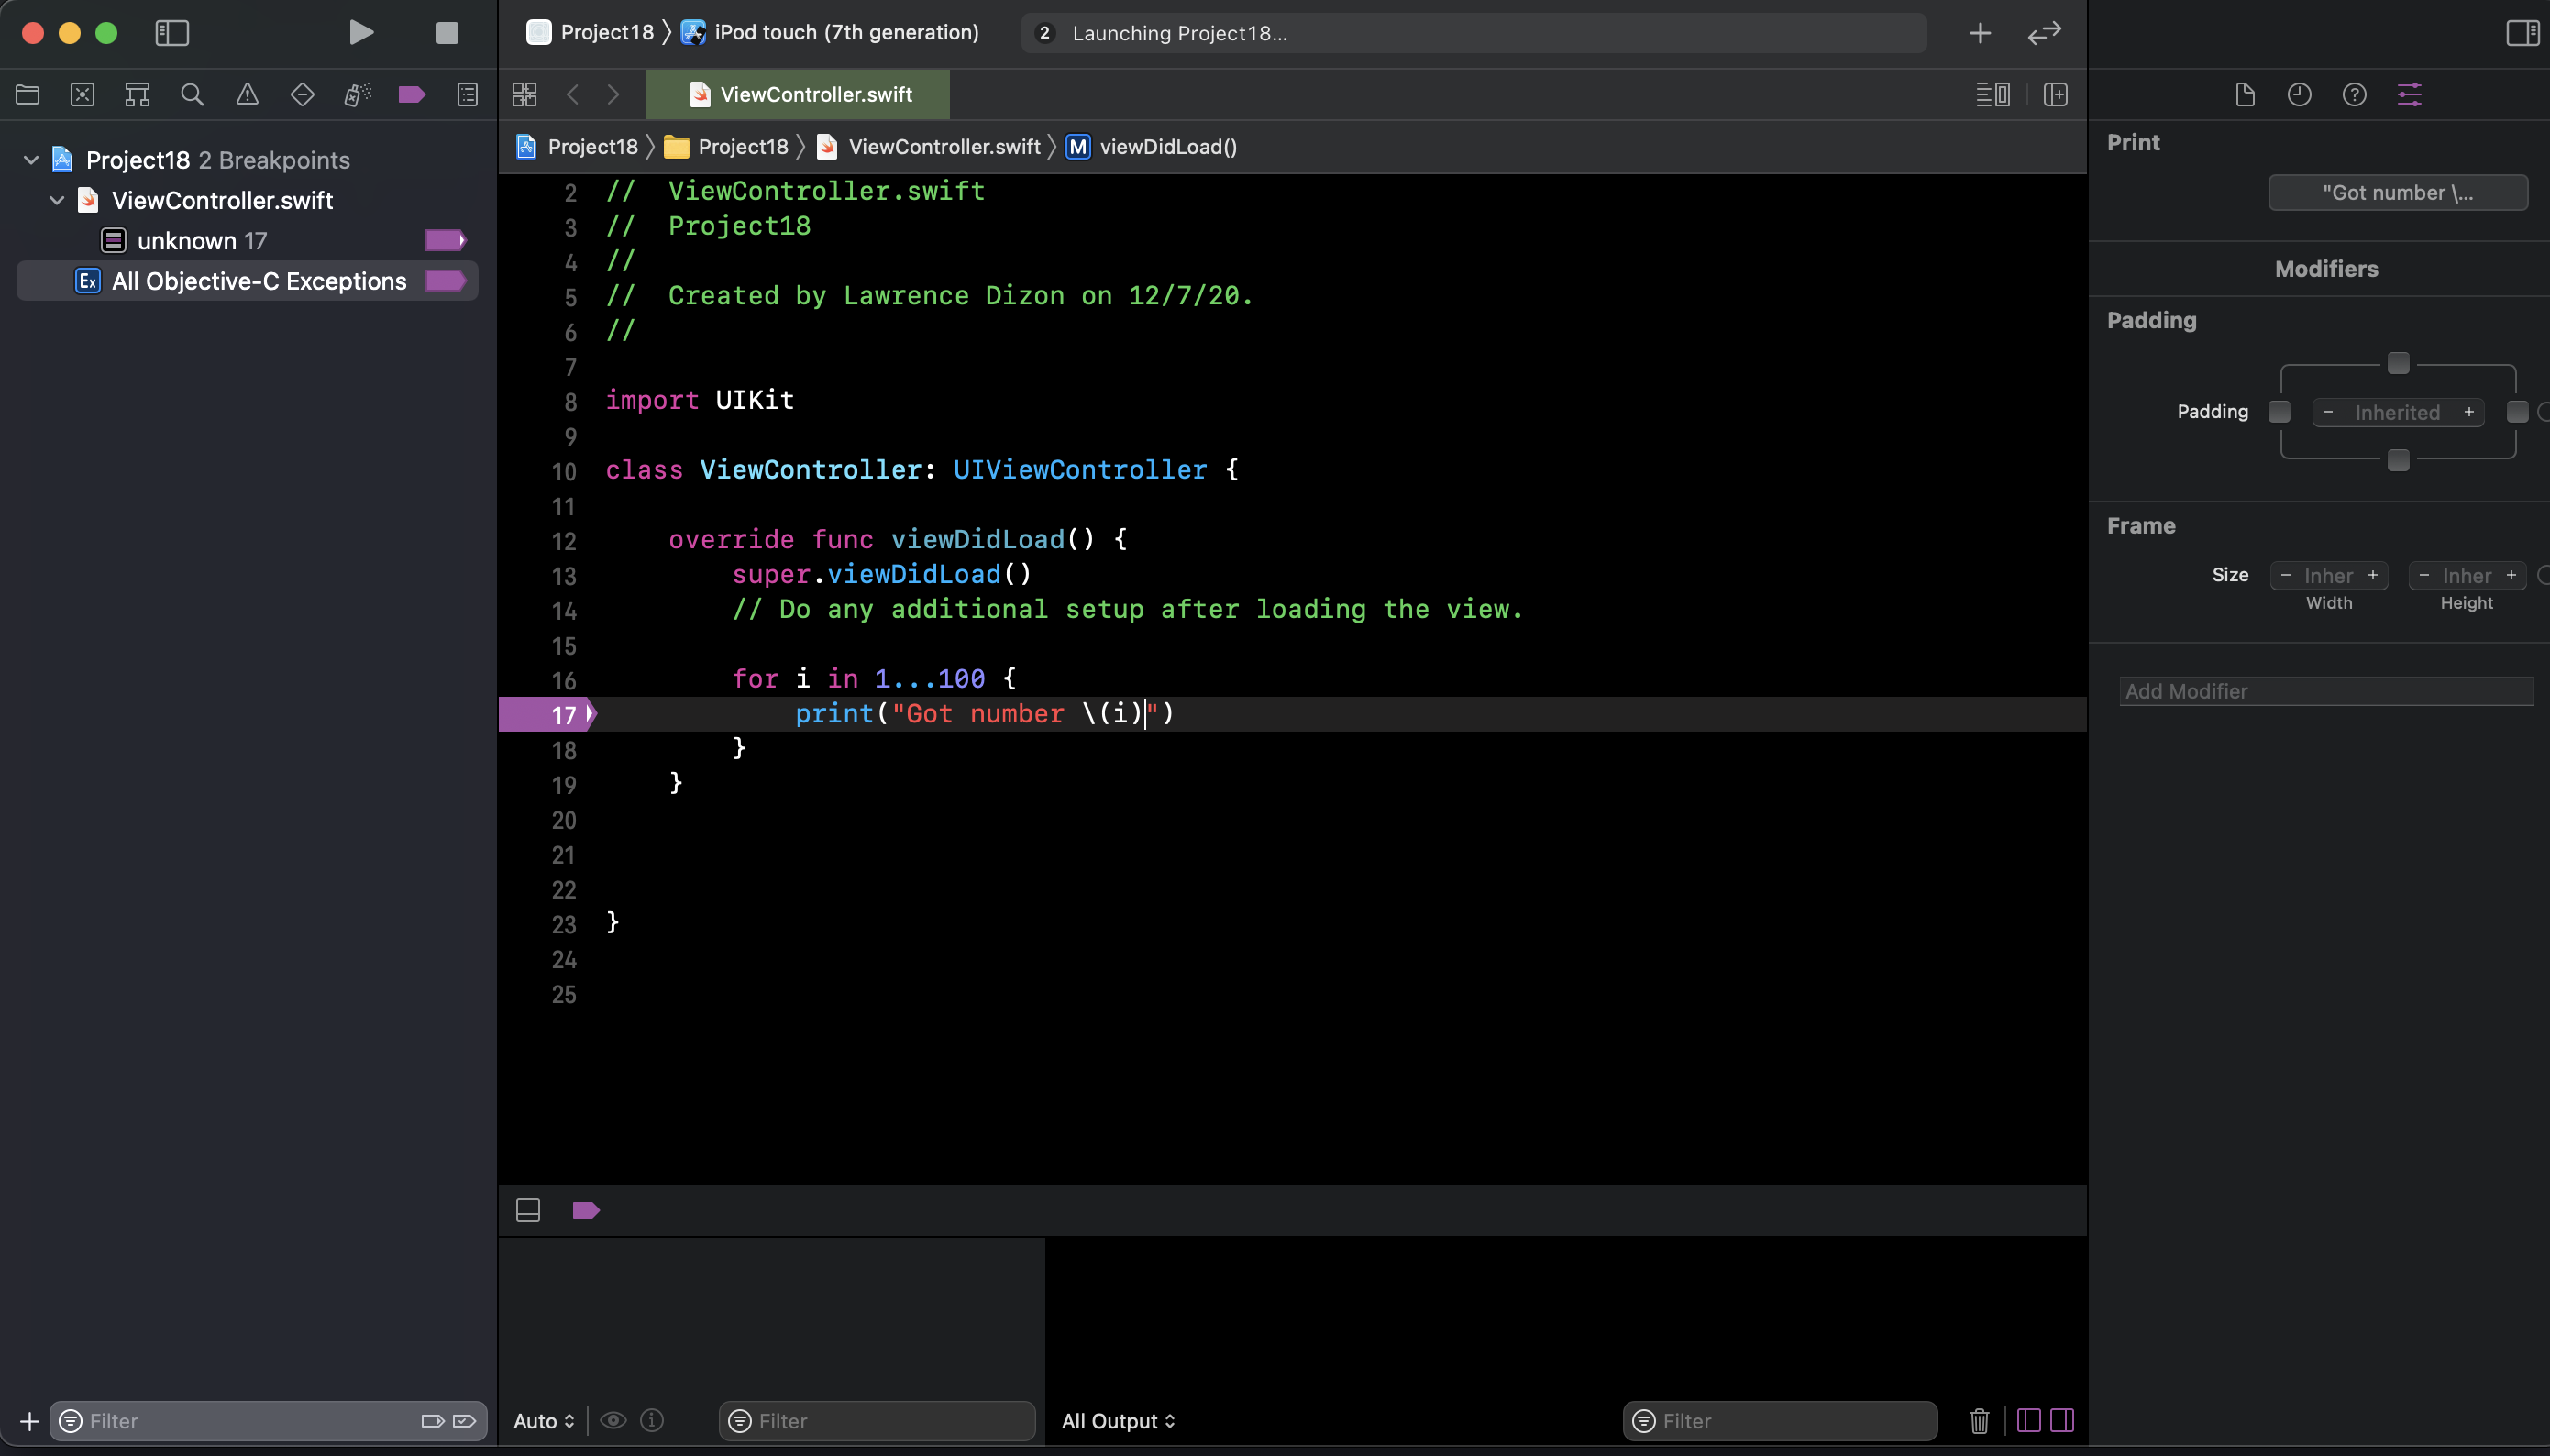 Project18 iPod touch (7th generation) 2 Launching Project18...
ViewController.swift
Project18 2 Breakpoints
ViewController.swift
unknown 17
Ex All Objective-C Exceptions
Filter
Project18 Project18 ViewController.swift M viewDidLoad()
2 //  ViewController.swift
3 //  Project18
4 //
5 //  Created by Lawrence Dizon on 12/7/20.
6 //
7
8 import UIKit
9
10 class ViewController: UIViewController {
11
12     override func viewDidLoad() {
13         super.viewDidLoad()
14         // Do any additional setup after loading the view.
15
16         for i in 1...100 {
17             print("Got number \(i)")
18         }
19     }
20
21
22
23 }
24
25
Auto Filter
All Output Filter
Print
"Got number \...
Modifiers
Padding
Padding − Inherited +
Frame
Size − Inher + − Inher +
Width Height
Add Modifier